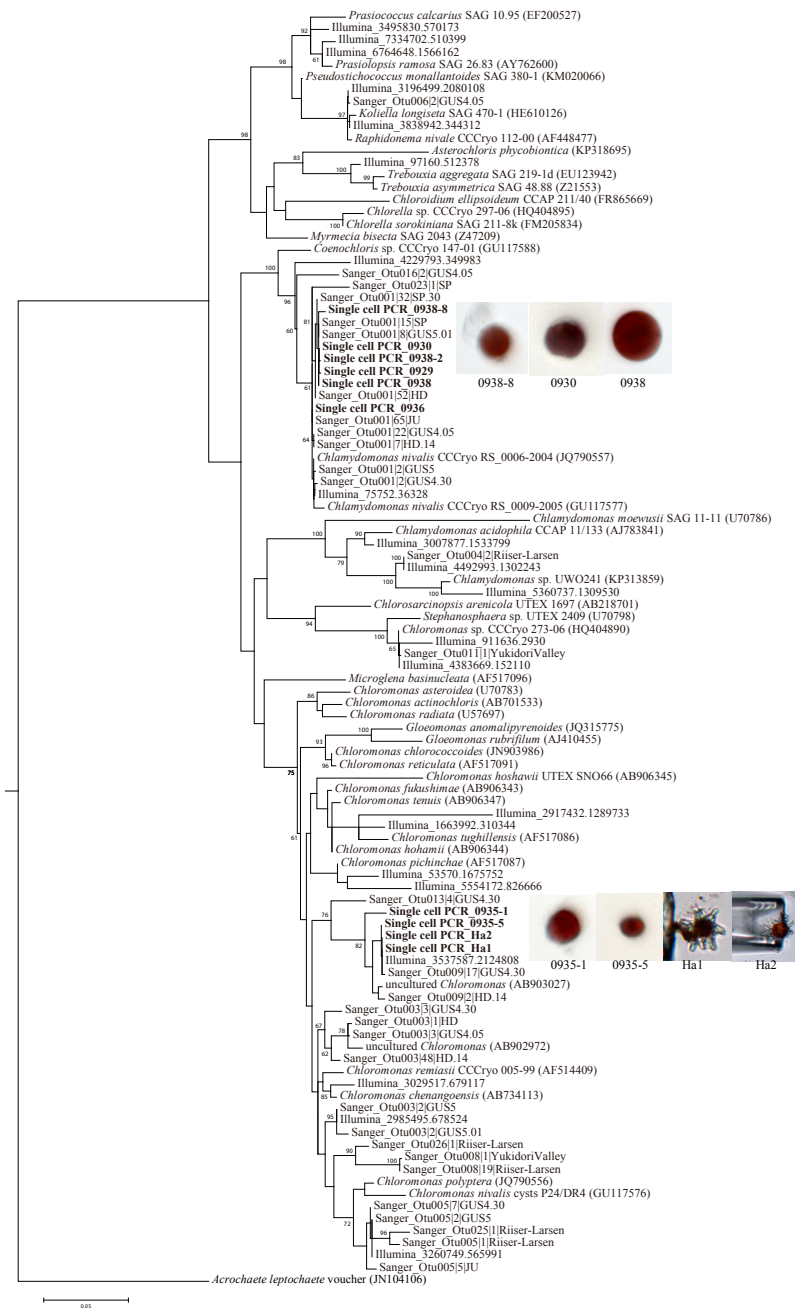 Prasiococcus calcarius SAG 10.95 (EF200527)
92
Illumina_3495830.570173
Illumina_7334702.510399
Illumina_6764648.1566162
61
Prasiolopsis ramosa SAG 26.83 (AY762600)
98
Pseudostichococcus monallantoides SAG 380-1 (KM020066)
Illumina_3196499.2080108
Sanger_Otu006|2|GUS4.05
97
Koliella longiseta SAG 470-1 (HE610126)
Illumina_3838942.344312
Raphidonema nivale CCCryo 112-00 (AF448477)
98
Asterochloris phycobiontica (KP318695)
83
Illumina_97160.512378
100
Trebouxia aggregata SAG 219-1d (EU123942)
99
Trebouxia asymmetrica SAG 48.88 (Z21553)
Chloroidium ellipsoideum CCAP 211/40 (FR865669)
Chlorella sp. CCCryo 297-06 (HQ404895)
100
Chlorella sorokiniana SAG 211-8k (FM205834)
Myrmecia bisecta SAG 2043 (Z47209)
Coenochloris sp. CCCryo 147-01 (GU117588)
100
Illumina_4229793.349983
Sanger_Otu016|2|GUS4.05
96
Sanger_Otu023|1|SP
Sanger_Otu001|32|SP.30
Single cell PCR_0938-8
81
Sanger_Otu001|15|SP
60
Sanger_Otu001|8|GUS5.01
Single cell PCR_0930
Single cell PCR_0938-2
Single cell PCR_0929
Single cell PCR_0938
0938-8 0930 0938
61
Sanger_Otu001|52|HD
Single cell PCR_0936
Sanger_Otu001|65|JU
Sanger_Otu001|22|GUS4.05
64
Sanger_Otu001|7|HD.14
Chlamydomonas nivalis CCCryo RS_0006-2004 (JQ790557)
Sanger_Otu001|2|GUS5
Sanger_Otu001|2|GUS4.30
Illumina_75752.36328
Chlamydomonas nivalis CCCryo RS_0009-2005 (GU117577)
Chlamydomonas moewusii SAG 11-11 (U70786)
100
90
Chlamydomonas acidophila CCAP 11/133 (AJ783841)
Illumina_3007877.1533799
79
Sanger_Otu004|2|Riiser-Larsen
100
Illumina_4492993.1302243
100
Chlamydomonas sp. UWO241 (KP313859)
100
Illumina_5360737.1309530
Chlorosarcinopsis arenicola UTEX 1697 (AB218701)
94
Stephanosphaera sp. UTEX 2409 (U70798)
100
Chloromonas sp. CCCryo 273-06 (HQ404890)
Illumina_911636.2930
65
Sanger_Otu011|1|YukidoriValley
Illumina_4383669.152110
Microglena basinucleata (AF517096)
Chloromonas asteroidea (U70783)
86
Chloromonas actinochloris (AB701533)
Chloromonas radiata (U57697)
Gloeomonas anomalipyrenoides (JQ315775)
100
Gloeomonas rubrifilum (AJ410455)
93
Chloromonas chlorococcoides (JN903986)
96
Chloromonas reticulata (AF517091)
75
Chloromonas hoshawii UTEX SNO66 (AB906345)
Chloromonas fukushimae (AB906343)
Chloromonas tenuis (AB906347)
Illumina_2917432.1289733
Illumina_1663992.310344
61
Chloromonas tughillensis (AF517086)
Chloromonas hohamii (AB906344)
Chloromonas pichinchae (AF517087)
Illumina_53570.1675752
Illumina_5554172.826666
Sanger_Otu013|4|GUS4.30
76
Single cell PCR_0935-1
Single cell PCR_0935-5
Single cell PCR_Ha2
82
Single cell PCR_Ha1
Illumina_3537587.2124808
0935-1 0935-5 Ha1 Ha2
Sanger_Otu009|17|GUS4.30
uncultured Chloromonas (AB903027)
Sanger_Otu009|2|HD.14
Sanger_Otu003|3|GUS4.30
67
Sanger_Otu003|1|HD
78
Sanger_Otu003|3|GUS4.05
62
uncultured Chloromonas (AB902972)
Sanger_Otu003|48|HD.14
Chloromonas remiasii CCCryo 005-99 (AF514409)
Illumina_3029517.679117
85
Chloromonas chenangoensis (AB734113)
Sanger_Otu003|2|GUS5
95
Illumina_2985495.678524
Sanger_Otu003|2|GUS5.01
Sanger_Otu026|1|Riiser-Larsen
90
Sanger_Otu008|1|YukidoriValley
100
Sanger_Otu008|19|Riiser-Larsen
Chloromonas polyptera (JQ790556)
Chloromonas nivalis cysts P24/DR4 (GU117576)
Sanger_Otu005|7|GUS4.30
Sanger_Otu005|2|GUS5
72
Sanger_Otu025|1|Riiser-Larsen
96
Sanger_Otu005|1|Riiser-Larsen
Illumina_3260749.565991
Sanger_Otu005|5|JU
Acrochaete leptochaete voucher (JN104106)
0.05